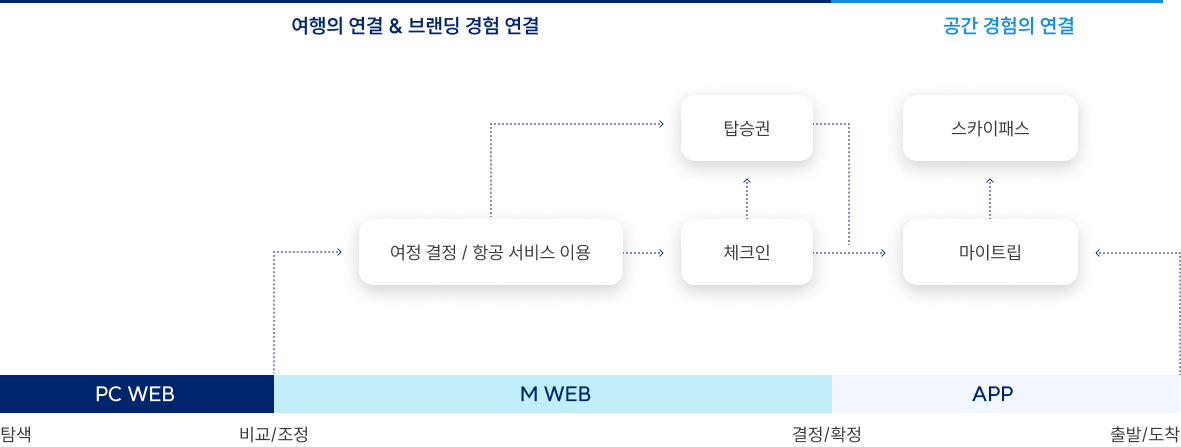 여행의 연결 & 브랜딩 경험 연결
공간 경험의 연결
탑승권
스카이패스
여정 결정 / 항공 서비스 이용
체크인
마이트립
PC WEB
M WEB
APP
탐색
비교/조정
결정/확정
출발/도착